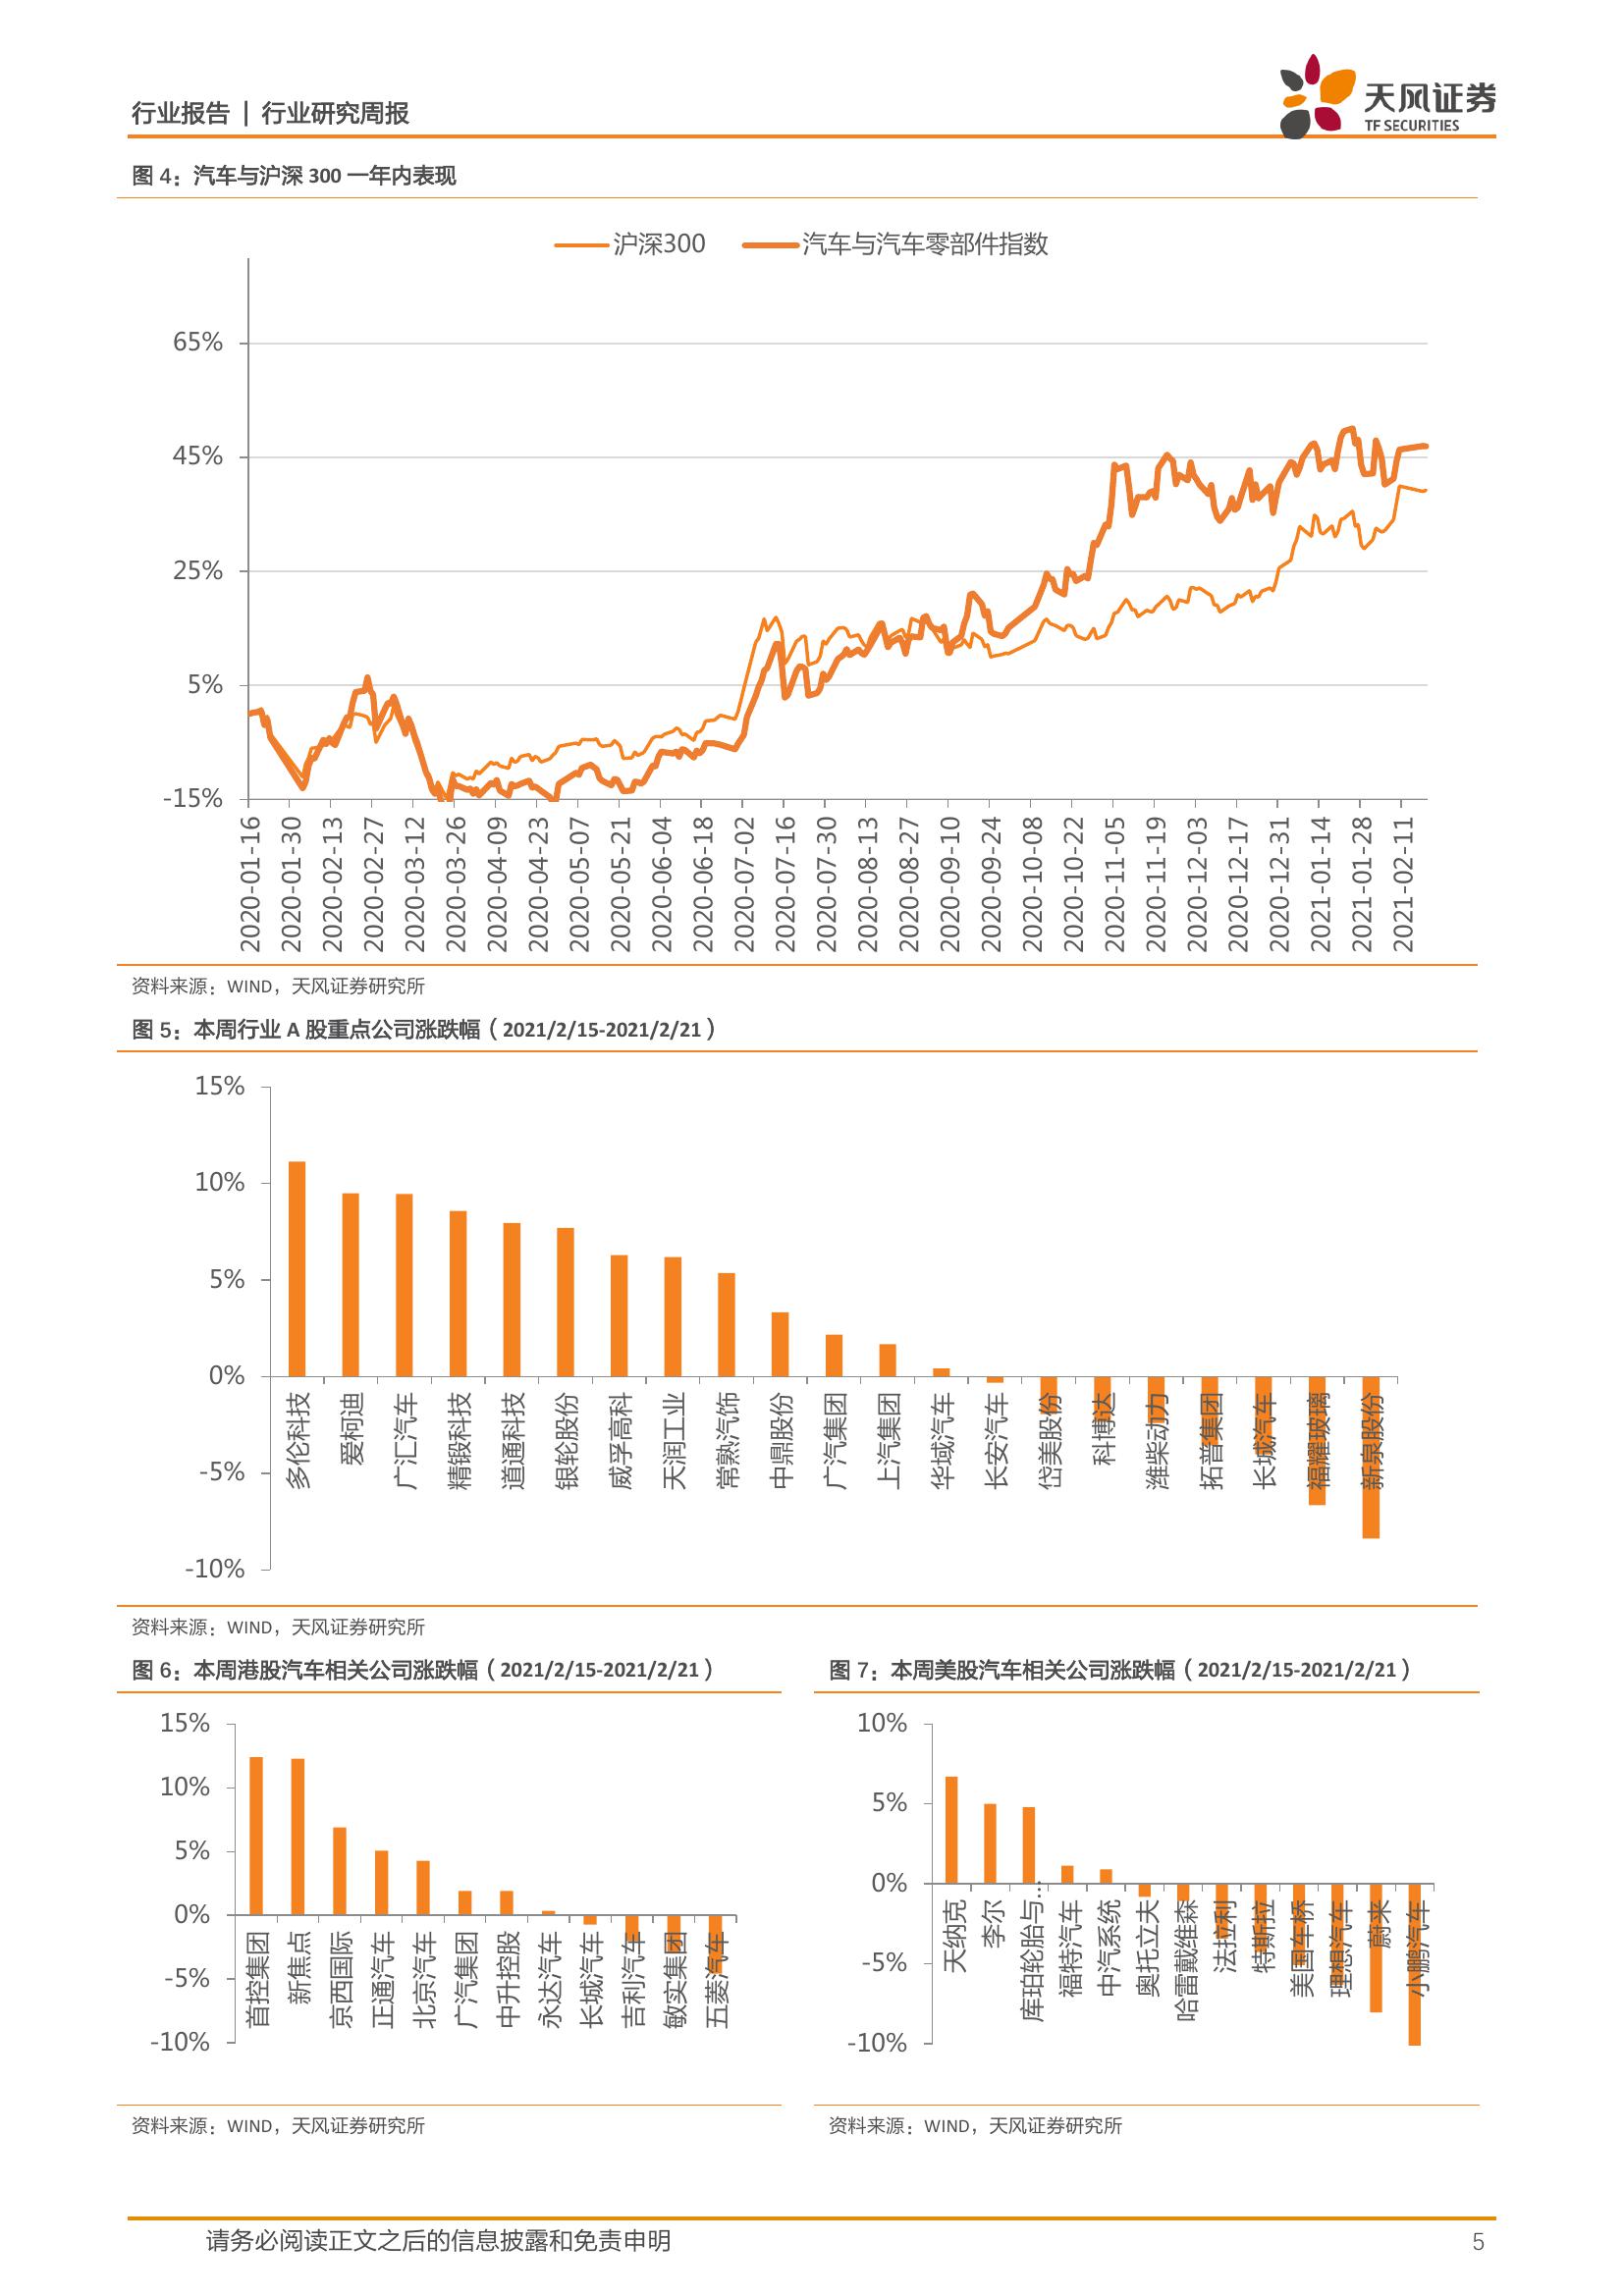 行业报告 | 行业研究周报
天风证券
TF SECURITIES
图 4：汽车与沪深 300 一年内表现
沪深300 汽车与汽车零部件指数
65%
45%
25%
5%
-15%
2020-01-16
2020-01-30
2020-02-13
2020-02-27
2020-03-12
2020-03-26
2020-04-09
2020-04-23
2020-05-07
2020-05-21
2020-06-04
2020-06-18
2020-07-02
2020-07-16
2020-07-30
2020-08-13
2020-08-27
2020-09-10
2020-09-24
2020-10-08
2020-10-22
2020-11-05
2020-11-19
2020-12-03
2020-12-17
2020-12-31
2021-01-14
2021-01-28
2021-02-11
资料来源：WIND，天风证券研究所
图 5：本周行业 A 股重点公司涨跌幅（2021/2/15-2021/2/21）
15%
10%
5%
0%
-5%
-10%
多伦科技
爱柯迪
广汇汽车
精锻科技
道通科技
银轮股份
威孚高科
天润工业
常熟汽饰
中鼎股份
广汽集团
上汽集团
华域汽车
长安汽车
岱美股份
科博达
潍柴动力
拓普集团
长城汽车
福耀玻璃
新泉股份
资料来源：WIND，天风证券研究所
图 6：本周港股汽车相关公司涨跌幅（2021/2/15-2021/2/21）
15%
10%
5%
0%
-5%
-10%
首控集团
新焦点
京西国际
正通汽车
北京汽车
广汽集团
中升控股
永达汽车
长城汽车
吉利汽车
敏实集团
五菱汽车
资料来源：WIND，天风证券研究所
图 7：本周美股汽车相关公司涨跌幅（2021/2/15-2021/2/21）
10%
5%
0%
-5%
-10%
天纳克
李尔
库珀轮胎与…
福特汽车
中汽系统
奥托立夫
哈雷戴维森
法拉利
特斯拉
美国车桥
理想汽车
蔚来
小鹏汽车
资料来源：WIND，天风证券研究所
请务必阅读正文之后的信息披露和免责申明
5